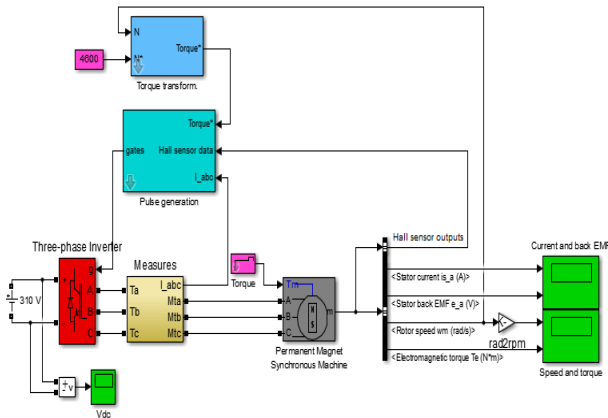 N
N*
Torque*
4600
Torque transform.
Torque*
gates
Hall sensor data
I_abc
Pulse generation
Three-phase Inverter
g
+
A
B
-
C
310 V
Measures
I_abc
Ta
Mta
Tb
Mtb
Tc
Mtc
Torque
Tm
A
B
m
C
N
S
Permanent Magnet
Synchronous Machine
Hall sensor outputs
<Stator current is_a (A)>
<Stator back EMF e_a (V)>
<Rotor speed wm (rad/s)>
<Electromagnetic torque Te (N*m)>
rad2rpm
Current and back EMF
Speed and torque
+
-
v
Vdc